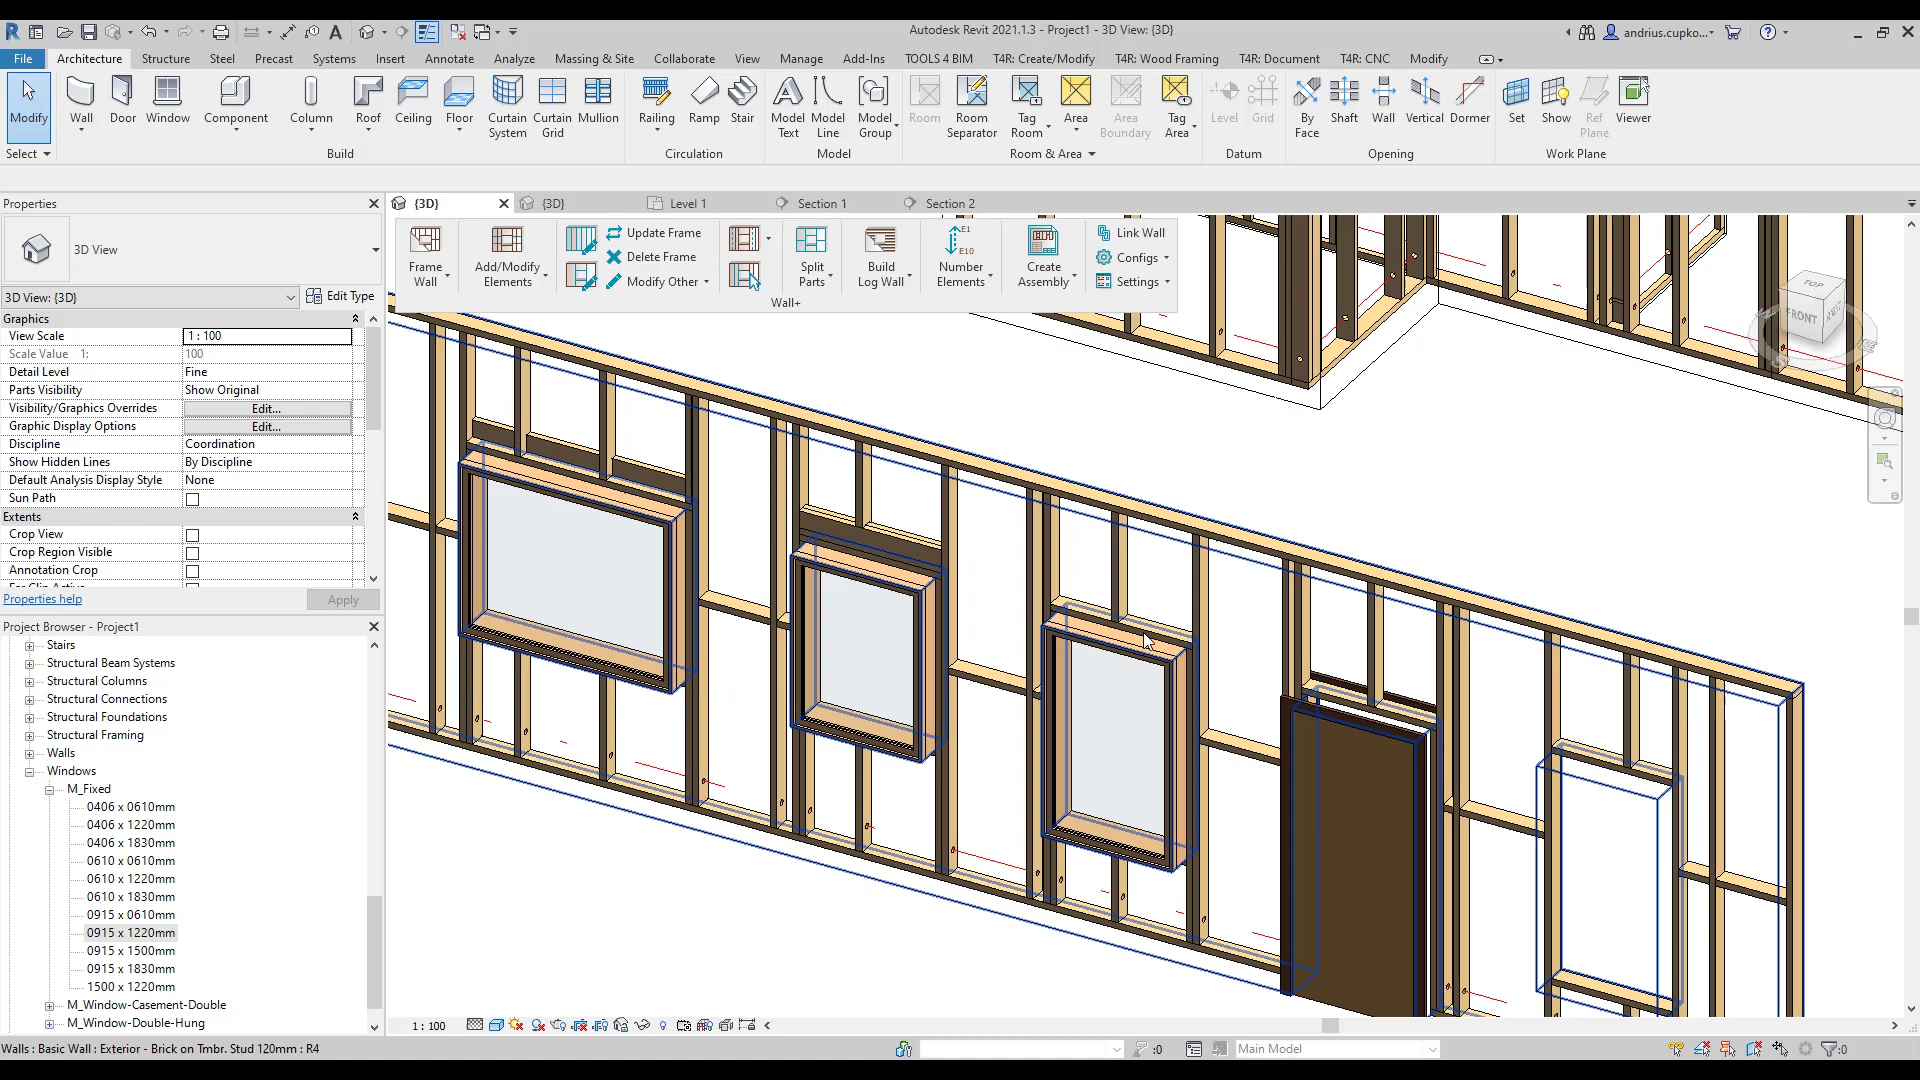 Autodesk Revit 2021.1.3 - Project1 - 3D View: {3D}
andrius.cupko...
File Architecture Structure Steel Precast Systems Insert Annotate Analyze Massing & Site Collaborate View Manage Add-Ins TOOLS 4 BIM T4R: Create/Modify T4R: Wood Framing T4R: Document T4R: CNC Modify
Modify Wall Door Window Component Column Roof Ceiling Floor Curtain System Curtain Grid Mullion Railing Ramp Stair Model Text Model Line Model Group Room Room Separator Tag Room Area Area Boundary Tag Area Level Grid By Face Shaft Wall Vertical Dormer Set Show Ref Plane Viewer
Select Build Circulation Model Room & Area Datum Opening Work Plane
Properties
{3D} {3D} Level 1 Section 1 Section 2
3D View
Frame Wall
Add/Modify Elements
Update Frame
Delete Frame
Modify Other
Split Parts
Build Log Wall
E1
E10
Number Elements
Create Assembly
Link Wall
Configs
Settings
Wall+
3D View: {3D} Edit Type
Graphics
View Scale 1 : 100
Scale Value 1: 100
Detail Level Fine
Parts Visibility Show Original
Visibility/Graphics Overrides Edit...
Graphic Display Options Edit...
Discipline Coordination
Show Hidden Lines By Discipline
Default Analysis Display Style None
Sun Path
Extents
Crop View
Crop Region Visible
Annotation Crop
Properties help Apply
TOP
FRONT
Project Browser - Project1
Stairs
Structural Beam Systems
Structural Columns
Structural Connections
Structural Foundations
Structural Framing
Walls
Windows
M_Fixed
0406 x 0610mm
0406 x 1220mm
0406 x 1830mm
0610 x 0610mm
0610 x 1220mm
0610 x 1830mm
0915 x 0610mm
0915 x 1220mm
0915 x 1500mm
0915 x 1830mm
1500 x 1220mm
M_Window-Casement-Double
M_Window-Double-Hung
1 : 100
Walls : Basic Wall : Exterior - Brick on Tmbr. Stud 120mm : R4
:0
Main Model
:0